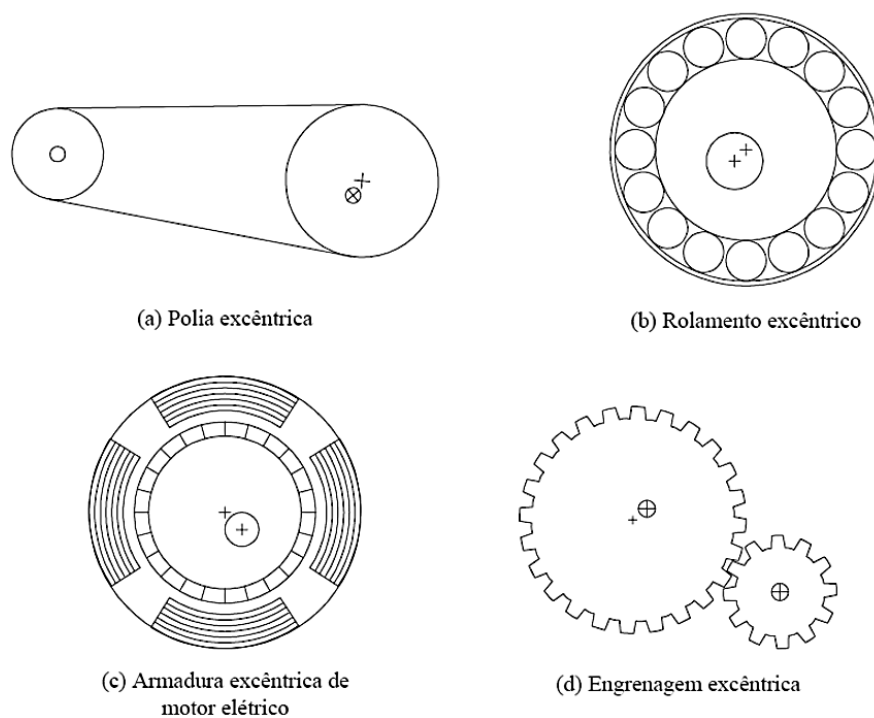 (a) Polia excêntrica
(b) Rolamento excêntrico
(c) Armadura excêntrica de
motor elétrico
(d) Engrenagem excêntrica